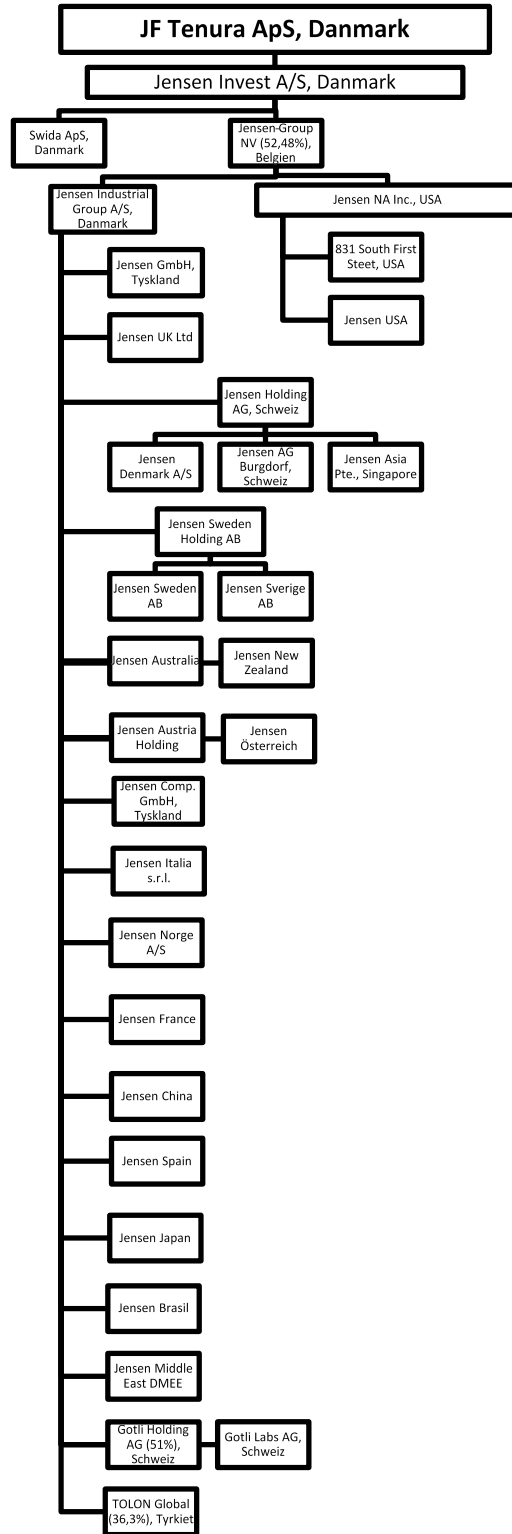 JF Tenura ApS, Danmark
Jensen Invest A/S, Danmark
Swida ApS,
Danmark
Jensen-Group
NV (52,48%),
Belgien
Jensen Industrial
Group A/S,
Danmark
Jensen NA Inc., USA
Jensen GmbH,
Tyskland
831 South First
Steet, USA
Jensen UK Ltd
Jensen USA
Jensen Holding
AG, Schweiz
Jensen
Denmark A/S
Jensen AG
Burgdorf,
Schweiz
Jensen Asia
Pte., Singapore
Jensen Sweden
Holding AB
Jensen Sweden
AB
Jensen Sverige
AB
Jensen Australia
Jensen New
Zealand
Jensen Austria
Holding
Jensen
Österreich
Jensen Comp.
GmbH,
Tyskland
Jensen Italia
s.r.l.
Jensen Norge
A/S
Jensen France
Jensen China
Jensen Spain
Jensen Japan
Jensen Brasil
Jensen Middle
East DMEE
Gotli Holding
AG (51%),
Schweiz
Gotli Labs AG,
Schweiz
TOLON Global
(36,3%), Tyrkiet